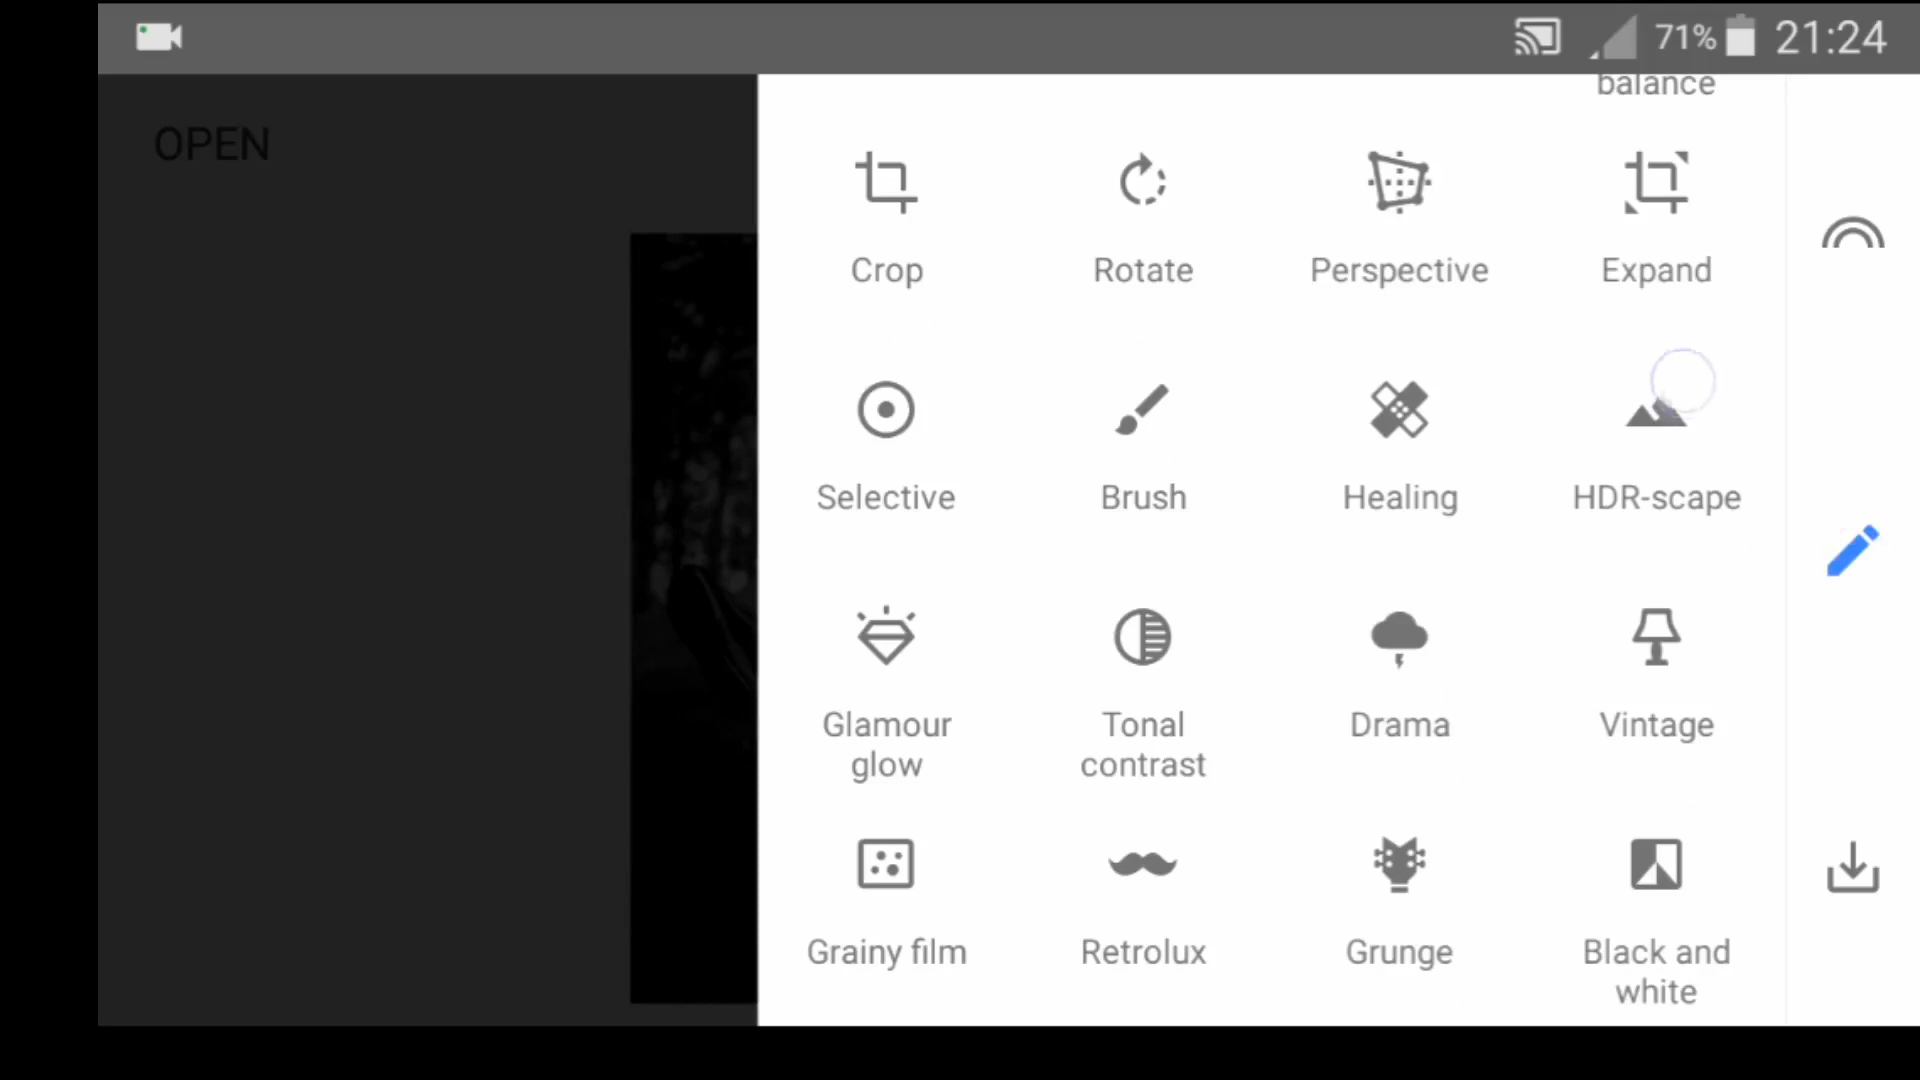 71% 21:24
OPEN
balance
Crop Rotate Perspective Expand
Selective Brush Healing HDR-scape
Glamour
glow
Tonal
contrast
Drama
Vintage
Grainy film
Retrolux
Grunge
Black and
white